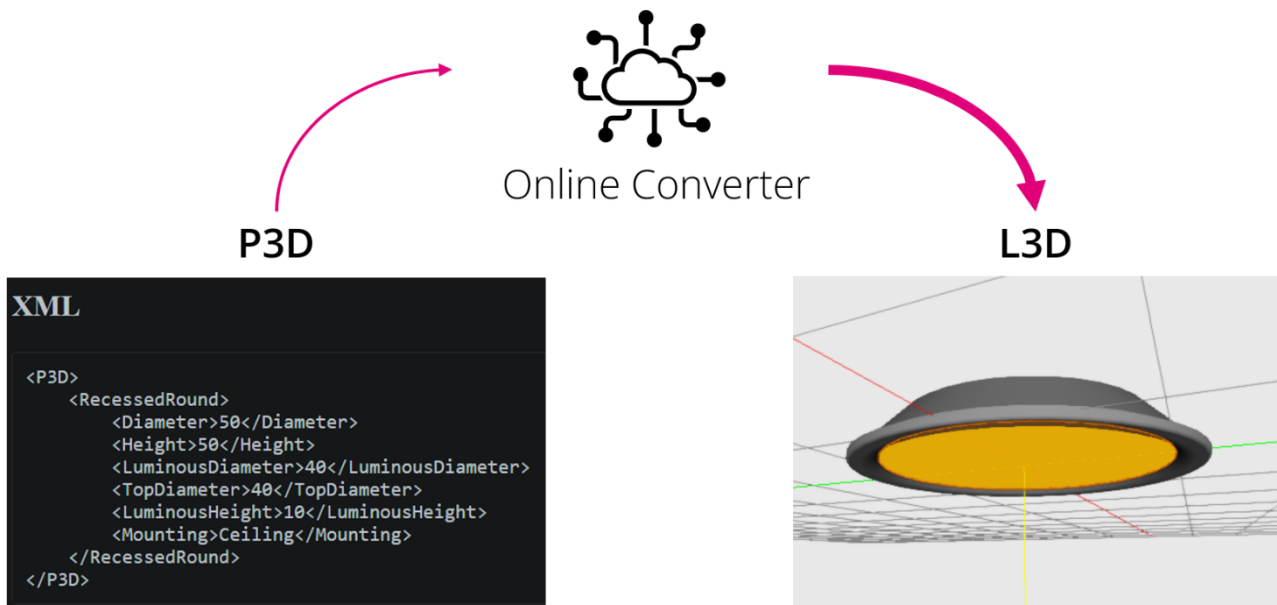 Online Converter
P3D
L3D
XML
<P3D>
<RecessedRound>
<Diameter>50</Diameter>
<Height>50</Height>
<LuminousDiameter>40</LuminousDiameter>
<TopDiameter>40</TopDiameter>
<LuminousHeight>10</LuminousHeight>
<Mounting>Ceiling</Mounting>
</RecessedRound>
</P3D>